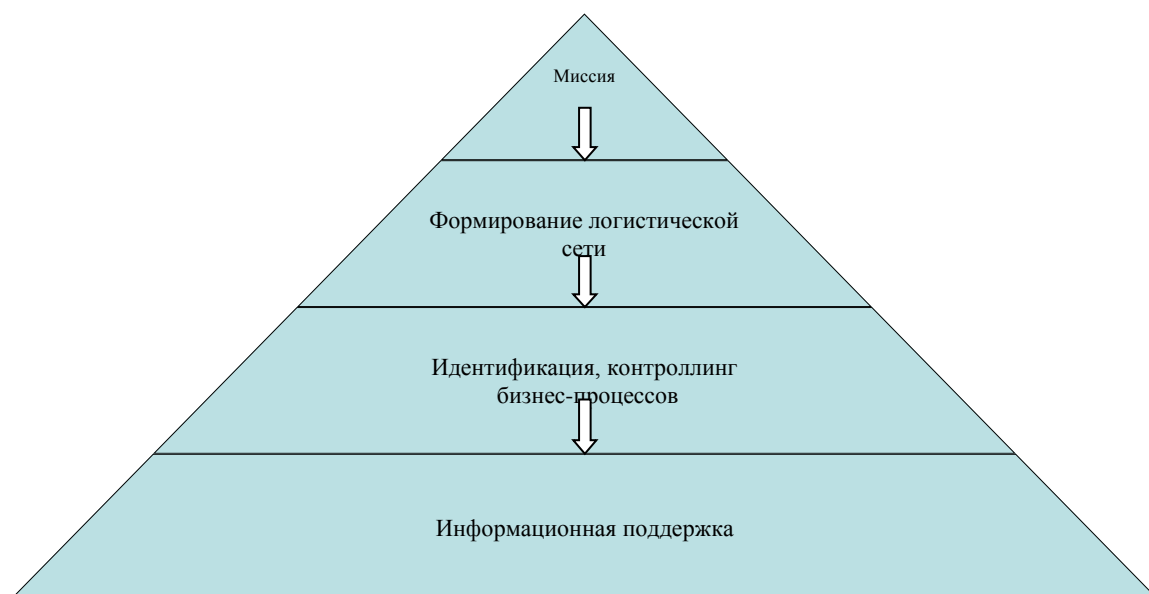 Миссия
Формирование логистической
сети
Идентификация, контроллинг
бизнес-процессов
Информационная поддержка